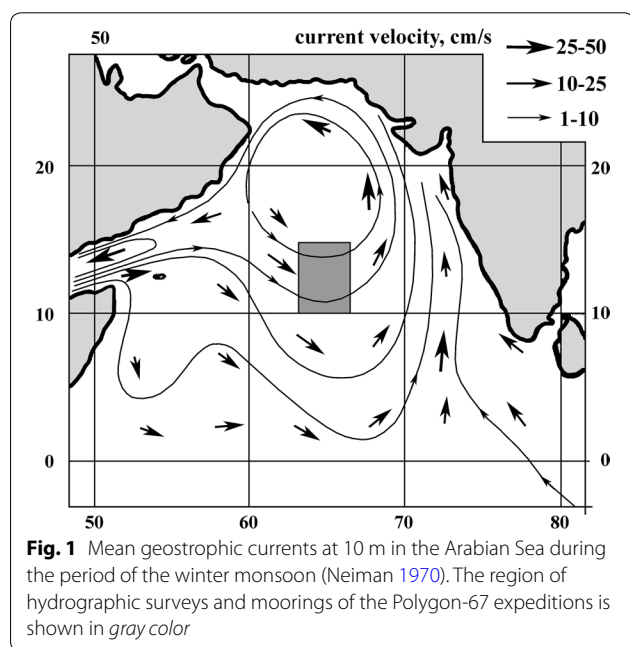 50 current velocity, cm/s
25-50
10-25
1-10
20 20
10 10
0 0
50 60 70 80
Fig. 1 Mean geostrophic currents at 10 m in the Arabian Sea during
the period of the winter monsoon (Neiman 1970). The region of
hydrographic surveys and moorings of the Polygon-67 expeditions is
shown in gray color